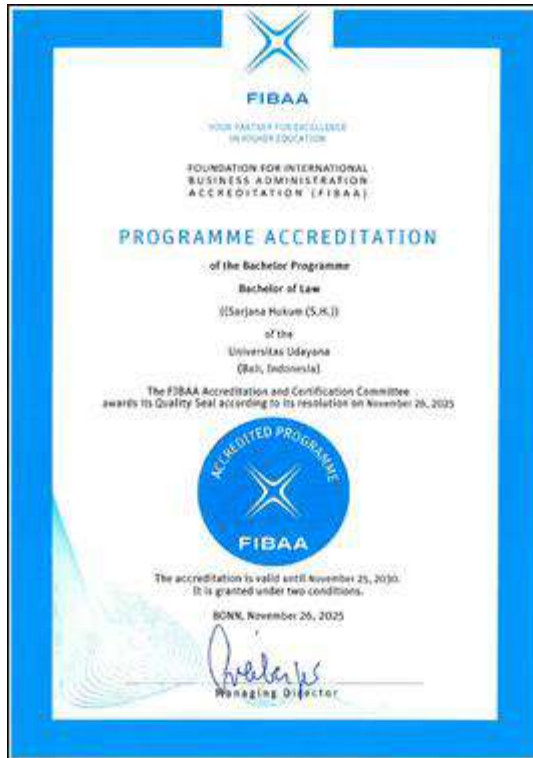 FIBAA
YOUR PARTNER FOR EXCELLENCE
IN HIGHER EDUCATION
FOUNDATION FOR INTERNATIONAL
BUSINESS ADMINISTRATION
ACCREDITATION (FIBAA)
PROGRAMME ACCREDITATION
of the Bachelor Programme
Bachelor of Law
((Sarjana Hukum (S.H.))
of the
Universitas Udayana
(Bali, Indonesia)
The FIBAA Accreditation and Certification Committee
awards its Quality Seal according to its resolution on November 26, 2025
ACCREDITED PROGRAMME
FIBAA
The accreditation is valid until November 25, 2030.
It is granted under two conditions.
BONN, November 26, 2025
Managing Director